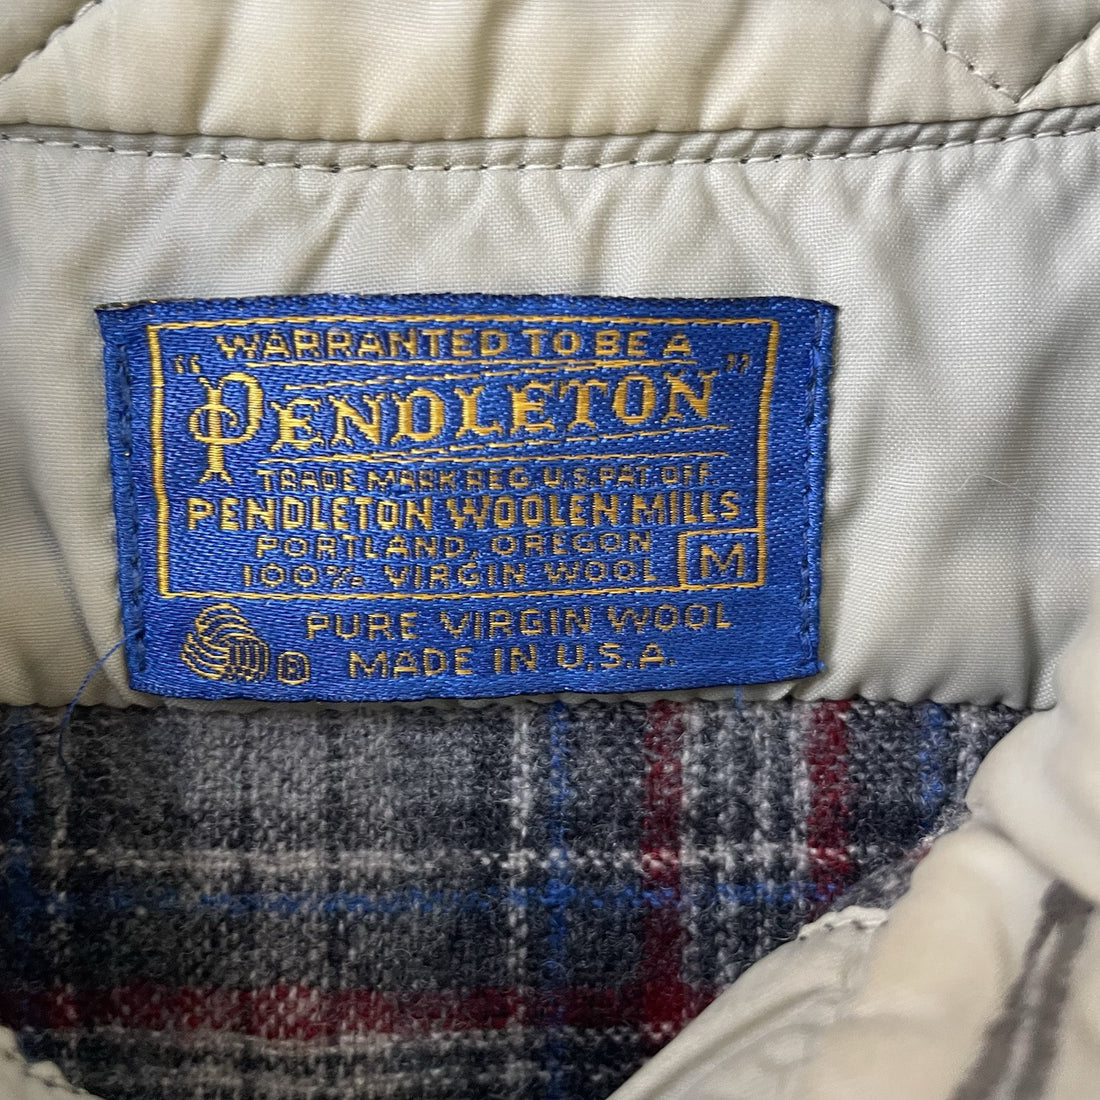 WARRANTED TO BE A
"PENDLETON"
TRADE MARK REG. U.S. PAT. OFF.
PENDLETON WOOLEN MILLS
PORTLAND, OREGON
100% VIRGIN WOOL M
PURE VIRGIN WOOL
® MADE IN U.S.A.